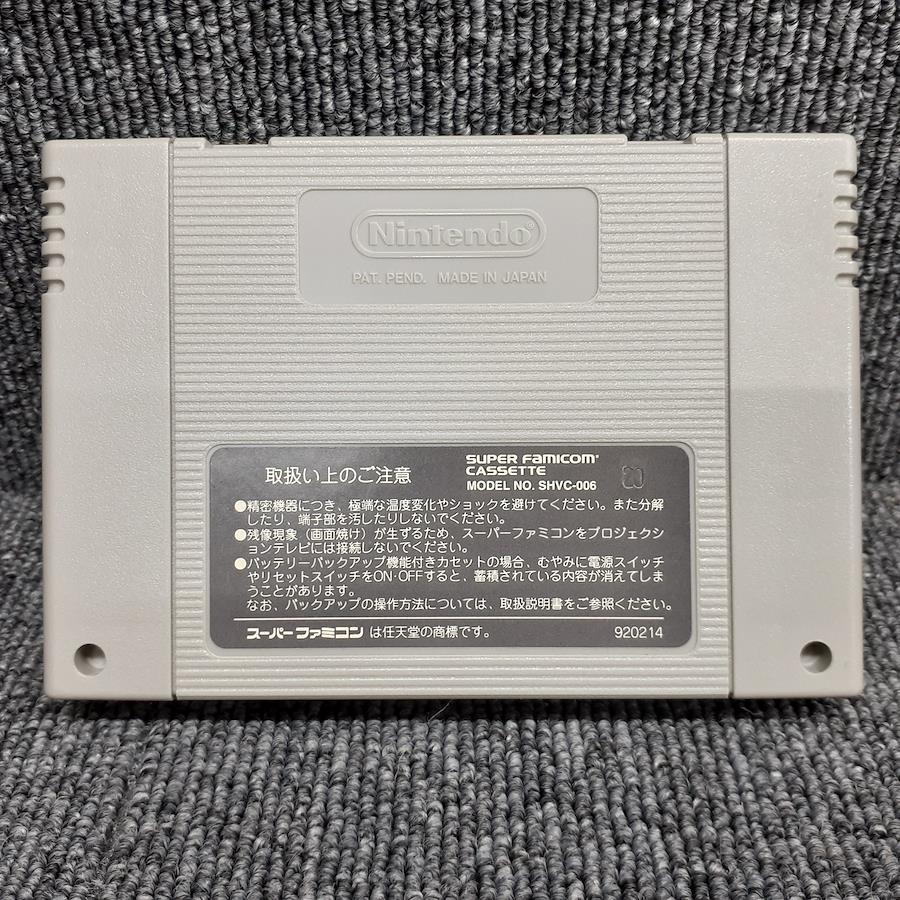 Nintendo®
PAT. PEND. MADE IN JAPAN
取扱い上のご注意
SUPER FAMICOM
CASSETTE
MODEL NO. SHVC-006
●精密機器につき、極端な温度変化やショックを避けてください。また分解
したり、端子部を汚したりしないでください。
●残像現象（画面焼け）が生ずるため、スーパーファミコンをプロジェクシ
ョンテレビには接続しないでください。
●バッテリーバックアップ機能付きカセットの場合、むやみに電源スイッチ
やリセットスイッチをON・OFFすると、蓄積されている内容が消えてしま
うことがあります。
なお、バックアップの操作方法については、取扱説明書をご参照ください。
スーパーファミコン は任天堂の商標です。
920214